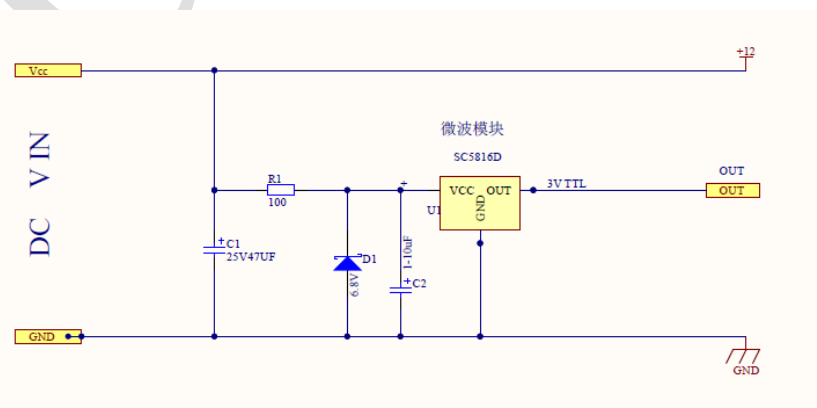 +12
Vcc
微波模块
SC5816D
OUT
R1
VCC OUT
3V TTL
OUT
100
GND
U1
DC V IN
+
C1
25V47UF
D1
1-10uF
6.8V
+
C2
+
GND
GND